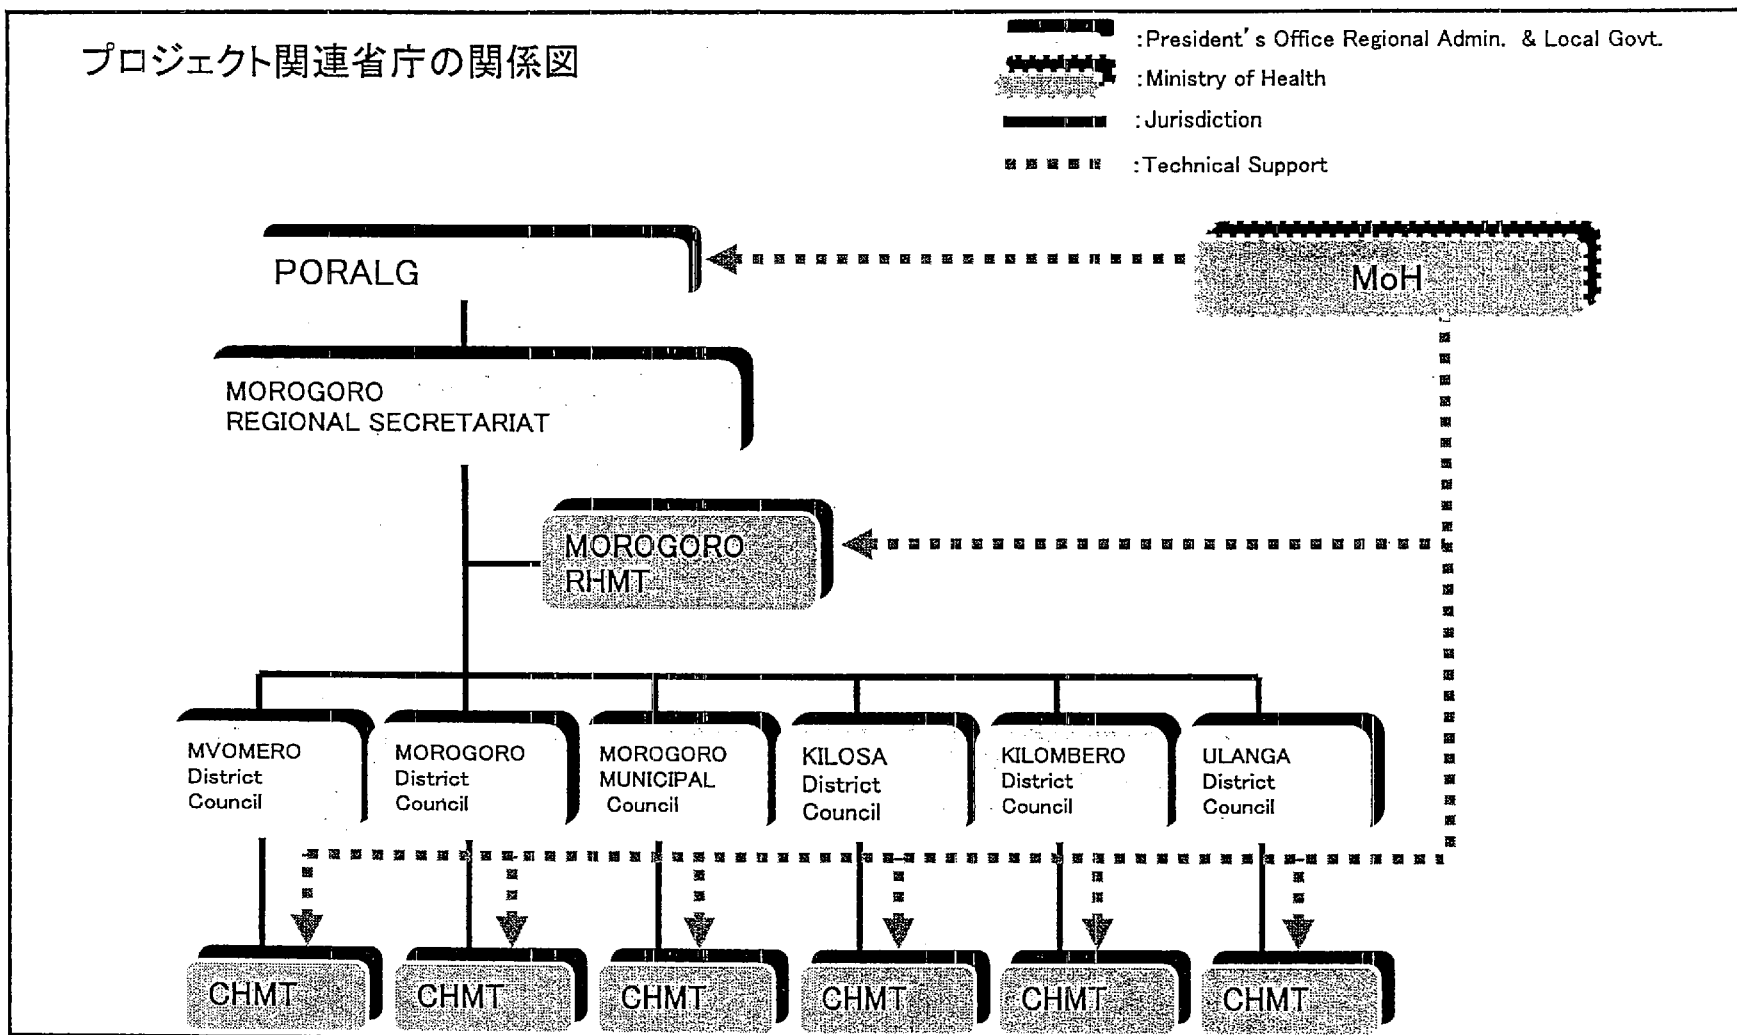 プロジェクト関連省庁の関係図
:President's Office Regional Admin. & Local Govt.
:Ministry of Health
:Jurisdiction
:Technical Support
PORALG
MoH
MOROGORO
REGIONAL SECRETARIAT
MOROGORO
RHMT
MVOMERO
District
Council
MOROGORO
District
Council
MOROGORO
MUNICIPAL
Council
KILOSA
District
Council
KILOMBERO
District
Council
ULANGA
District
Council
CHMT
CHMT
CHMT
CHMT
CHMT
CHMT